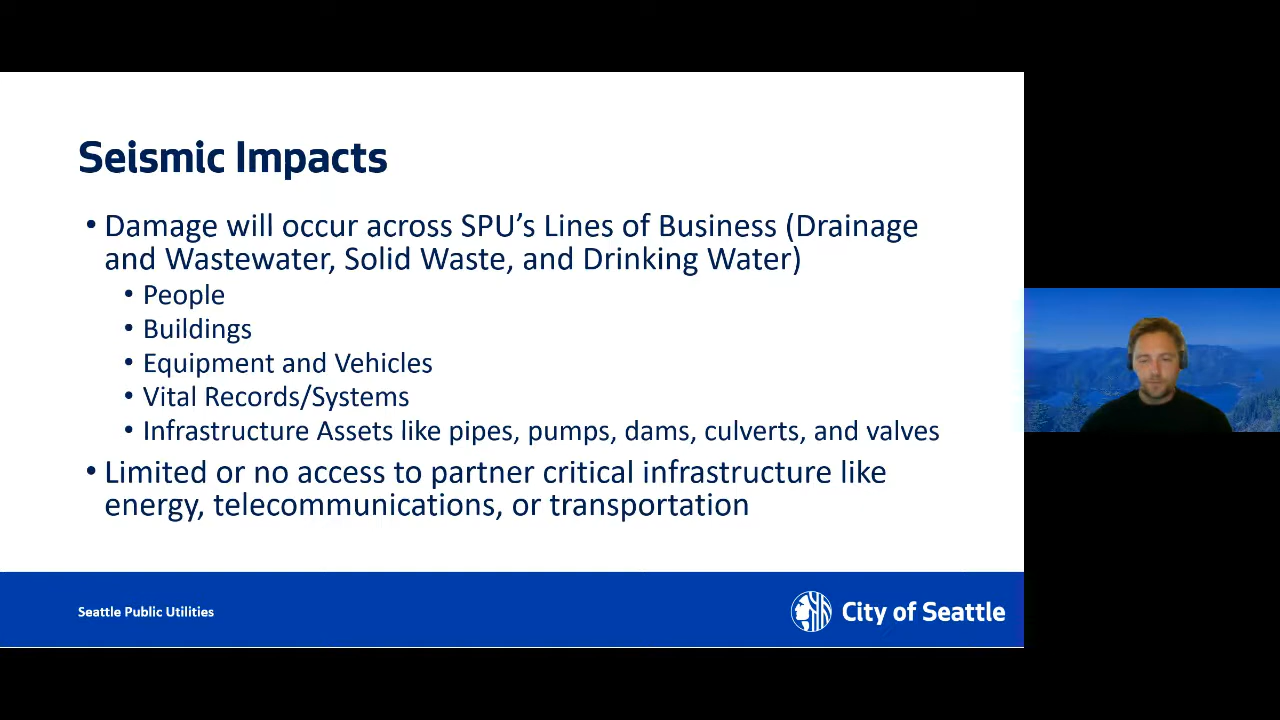 Seismic Impacts
• Damage will occur across SPU’s Lines of Business (Drainage
and Wastewater, Solid Waste, and Drinking Water)
• People
• Buildings
• Equipment and Vehicles
• Vital Records/Systems
• Infrastructure Assets like pipes, pumps, dams, culverts, and valves
• Limited or no access to partner critical infrastructure like
energy, telecommunications, or transportation
Seattle Public Utilities
City of Seattle